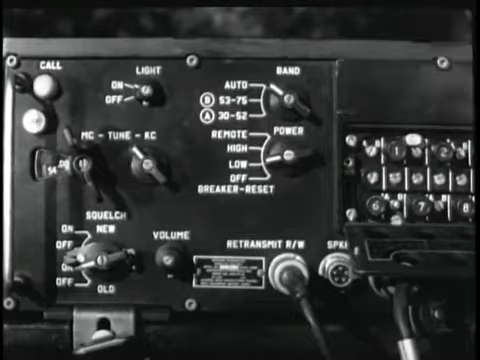 CALL
LIGHT
ON
OFF
BAND
AUTO
B 53-75
A 30-52
MC - TUNE - KC
POWER
REMOTE
HIGH
LOW
OFF
BREAKER-RESET
54
1
2
6
7
8
SQUELCH
NEW
ON
OFF
ON
OFF
OLD
VOLUME
RETRANSMIT R/W
SPKR